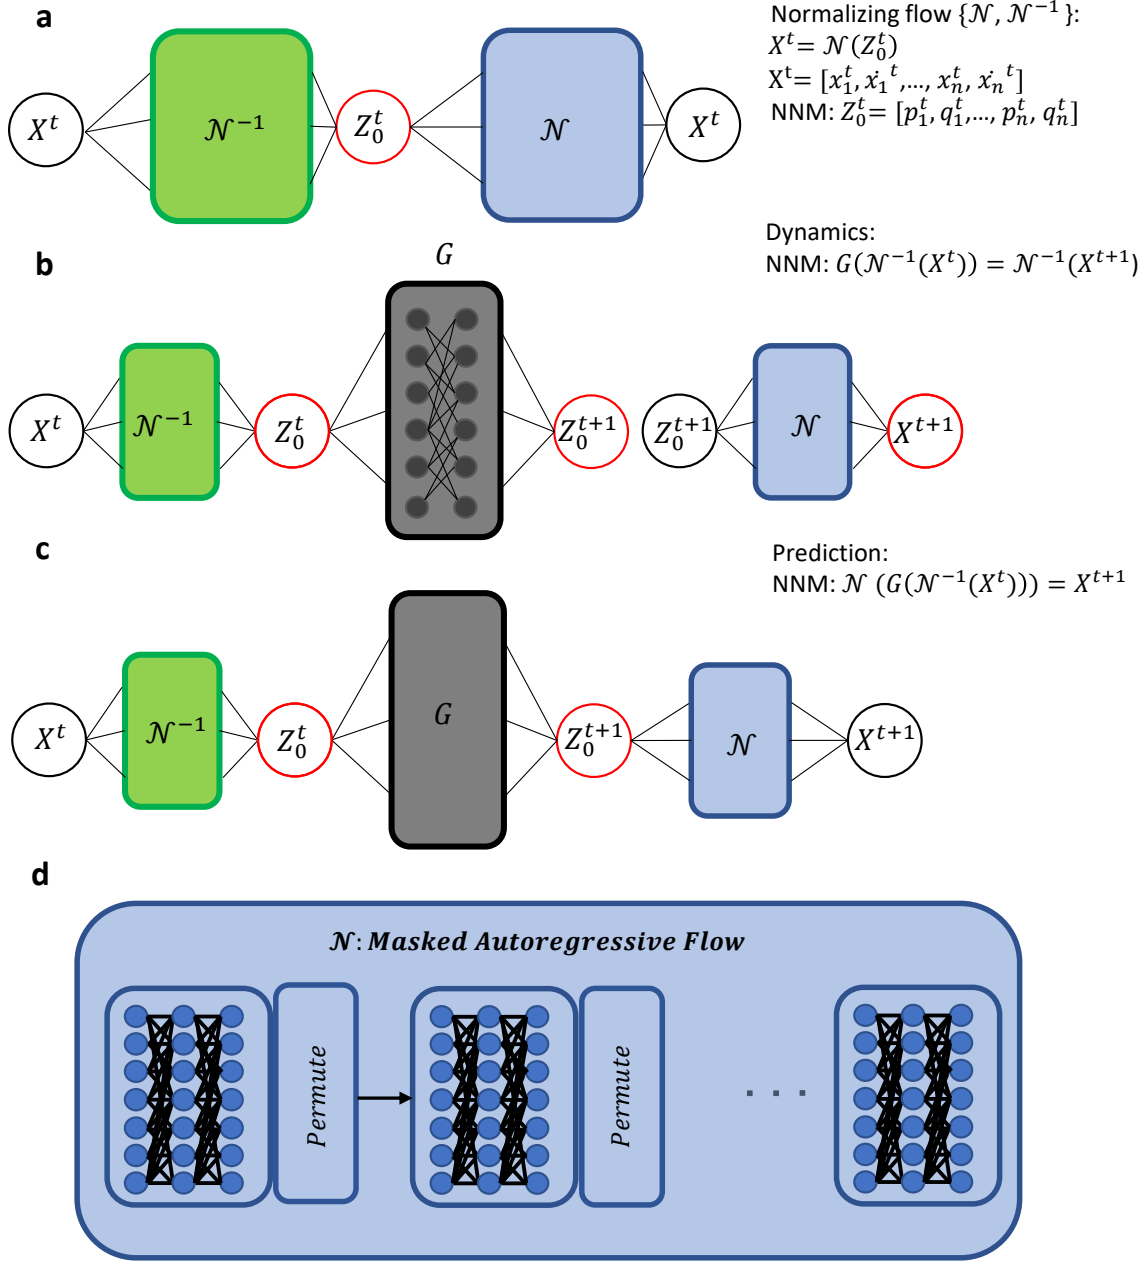 a
Normalizing flow {𝒩, 𝒩⁻¹ }:
Xᵗ= 𝒩(Z₀ᵗ)
Xᵗ= [x₁ᵗ, ẋ₁ᵗ,..., xₙᵗ, ẋₙᵗ]
NNM: Z₀ᵗ= [p₁ᵗ, q₁ᵗ,..., pₙᵗ, qₙᵗ]
Xᵗ 𝒩⁻¹ Z₀ᵗ 𝒩 Xᵗ
b
G
Dynamics:
NNM: G(𝒩⁻¹(Xᵗ)) = 𝒩⁻¹(Xᵗ⁺¹)
Xᵗ 𝒩⁻¹ Z₀ᵗ Z₀ᵗ⁺¹ Z₀ᵗ⁺¹ 𝒩 Xᵗ⁺¹
c
Prediction:
NNM: 𝒩 (G(𝒩⁻¹(Xᵗ))) = Xᵗ⁺¹
Xᵗ 𝒩⁻¹ Z₀ᵗ G Z₀ᵗ⁺¹ 𝒩 Xᵗ⁺¹
d
𝒩: Masked Autoregressive Flow
Permute
Permute
. . .